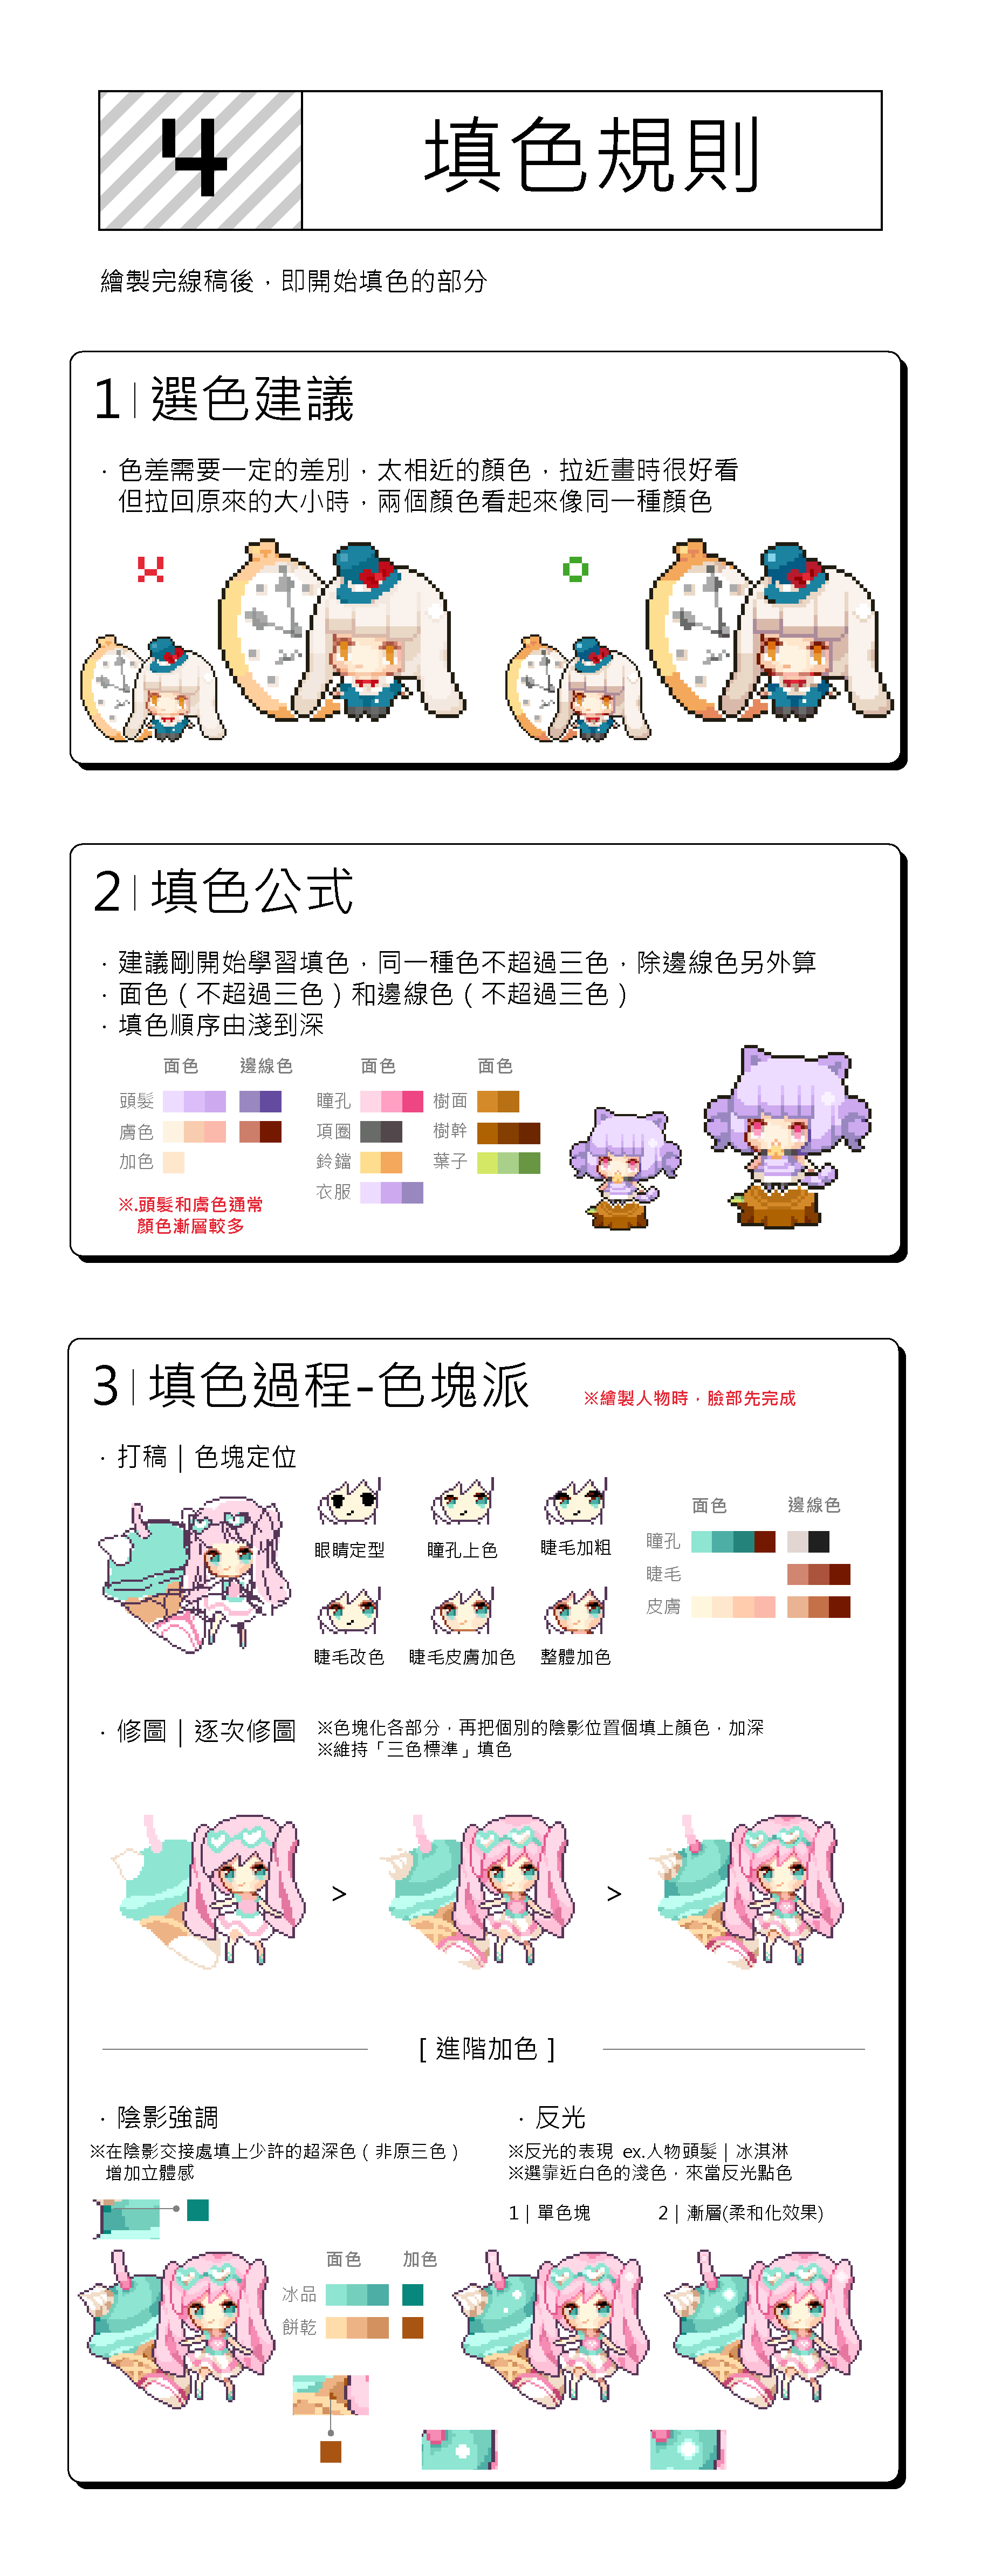 4 填色規則
繪製完線稿後，即開始填色的部分
1｜選色建議
．色差需要一定的差別，太相近的顏色，拉近畫時很好看
但拉回原來的大小時，兩個顏色看起來像同一種顏色
2｜填色公式
．建議剛開始學習填色，同一種色不超過三色，除邊線色另外算
．面色（不超過三色）和邊線色（不超過三色）
．填色順序由淺到深
面色 邊線色 面色 面色
頭髮 瞳孔 樹面
膚色 項圈 樹幹
加色 鈴鐺 葉子
衣服
※.頭髮和膚色通常
顏色漸層較多
3｜填色過程-色塊派 ※繪製人物時，臉部先完成
．打稿｜色塊定位
面色 邊線色
眼睛定型 瞳孔上色 睫毛加粗 瞳孔
睫毛
皮膚
睫毛改色 睫毛皮膚加色 整體加色
．修圖｜逐次修圖 ※色塊化各部分，再把個別的陰影位置個填上顏色，加深
※維持「三色標準」填色
> >
[ 進階加色 ]
．陰影強調 ．反光
※在陰影交接處填上少許的超深色（非原三色） ※反光的表現 ex.人物頭髮｜冰淇淋
增加立體感 ※選靠近白色的淺色，來當反光點色
1｜單色塊 2｜漸層(柔和化效果)
面色 加色
冰品
餅乾